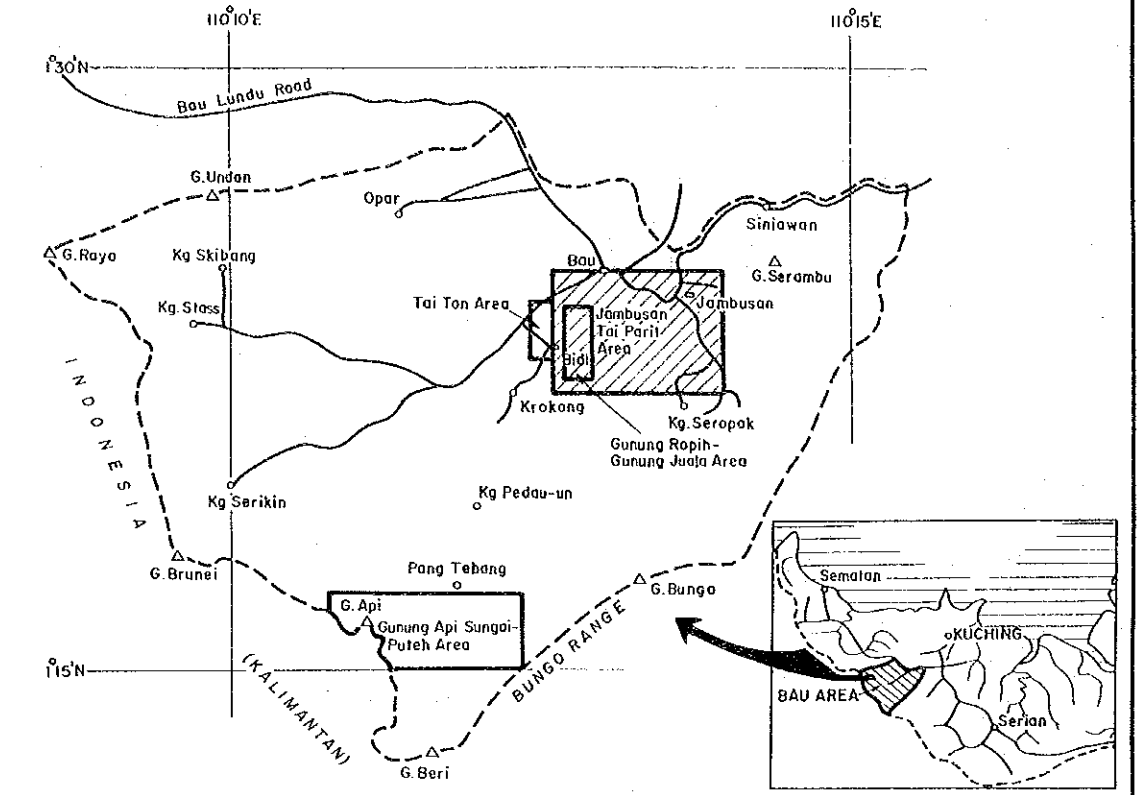 110°10'E
110°15'E
1°30'N
Bau Lundu Road
G.Undan
Opar
Siniawan
G.Raya
Kg Skibang
Bau
G.Serambu
Tai Ton Area
Jambusan
Jambusan
Tai Parit
Area
Kg.Stass
Bidi
INDONESIA
Krokong
Kg.Seropak
Gunung Ropih-
Gunung Juala Area
Kg Serikin
Kg Pedau-un
G.Brunei
Pang Tebang
G.Bungo
G.Api
Gunung Api Sungai-
Puteh Area
BUNGO RANGE
1°15'N
(KALIMANTAN)
G.Beri
Sematan
KUCHING
BAU AREA
Serian